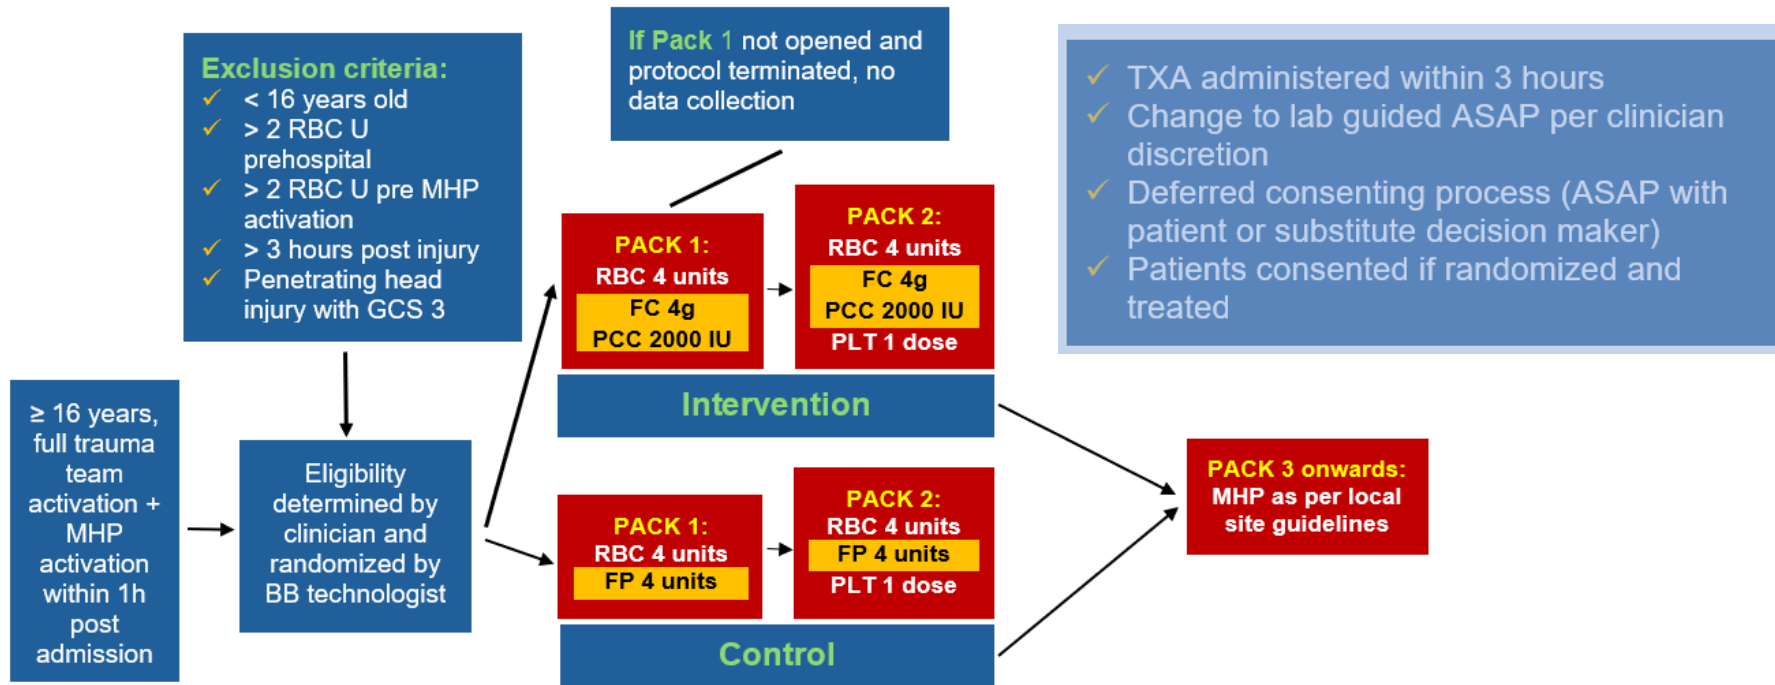 Exclusion criteria:
✓ < 16 years old
✓ > 2 RBC U
prehospital
✓ > 2 RBC U pre MHP
activation
✓ > 3 hours post injury
✓ Penetrating head
injury with GCS 3
If Pack 1 not opened and
protocol terminated, no
data collection
✓ TXA administered within 3 hours
✓ Change to lab guided ASAP per clinician
discretion
✓ Deferred consenting process (ASAP with
patient or substitute decision maker)
✓ Patients consented if randomized and
treated
≥ 16 years,
full trauma
team
activation +
MHP
activation
within 1h
post
admission
Eligibility
determined by
clinician and
randomized by
BB technologist
PACK 1:
RBC 4 units
FC 4g
PCC 2000 IU
PACK 2:
RBC 4 units
FC 4g
PCC 2000 IU
PLT 1 dose
Intervention
PACK 1:
RBC 4 units
FP 4 units
PACK 2:
RBC 4 units
FP 4 units
PLT 1 dose
Control
PACK 3 onwards:
MHP as per local
site guidelines